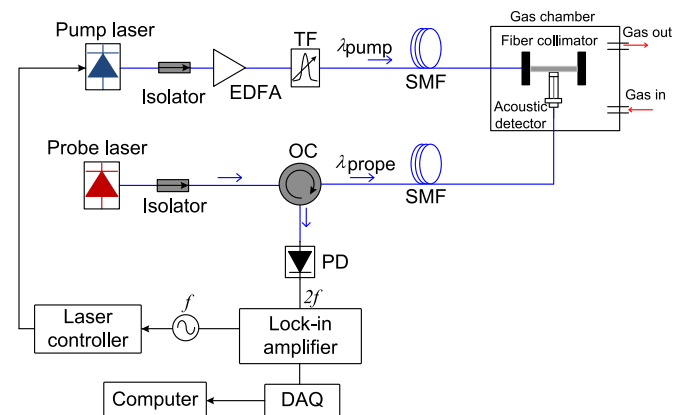 Pump laser
Isolator
EDFA
TF
λpump
SMF
Gas chamber
Fiber collimator
Gas out
Gas in
Acoustic
detector
Probe laser
Isolator
OC
λprope
SMF
PD
2f
f
Laser
controller
Lock-in
amplifier
Computer
DAQ